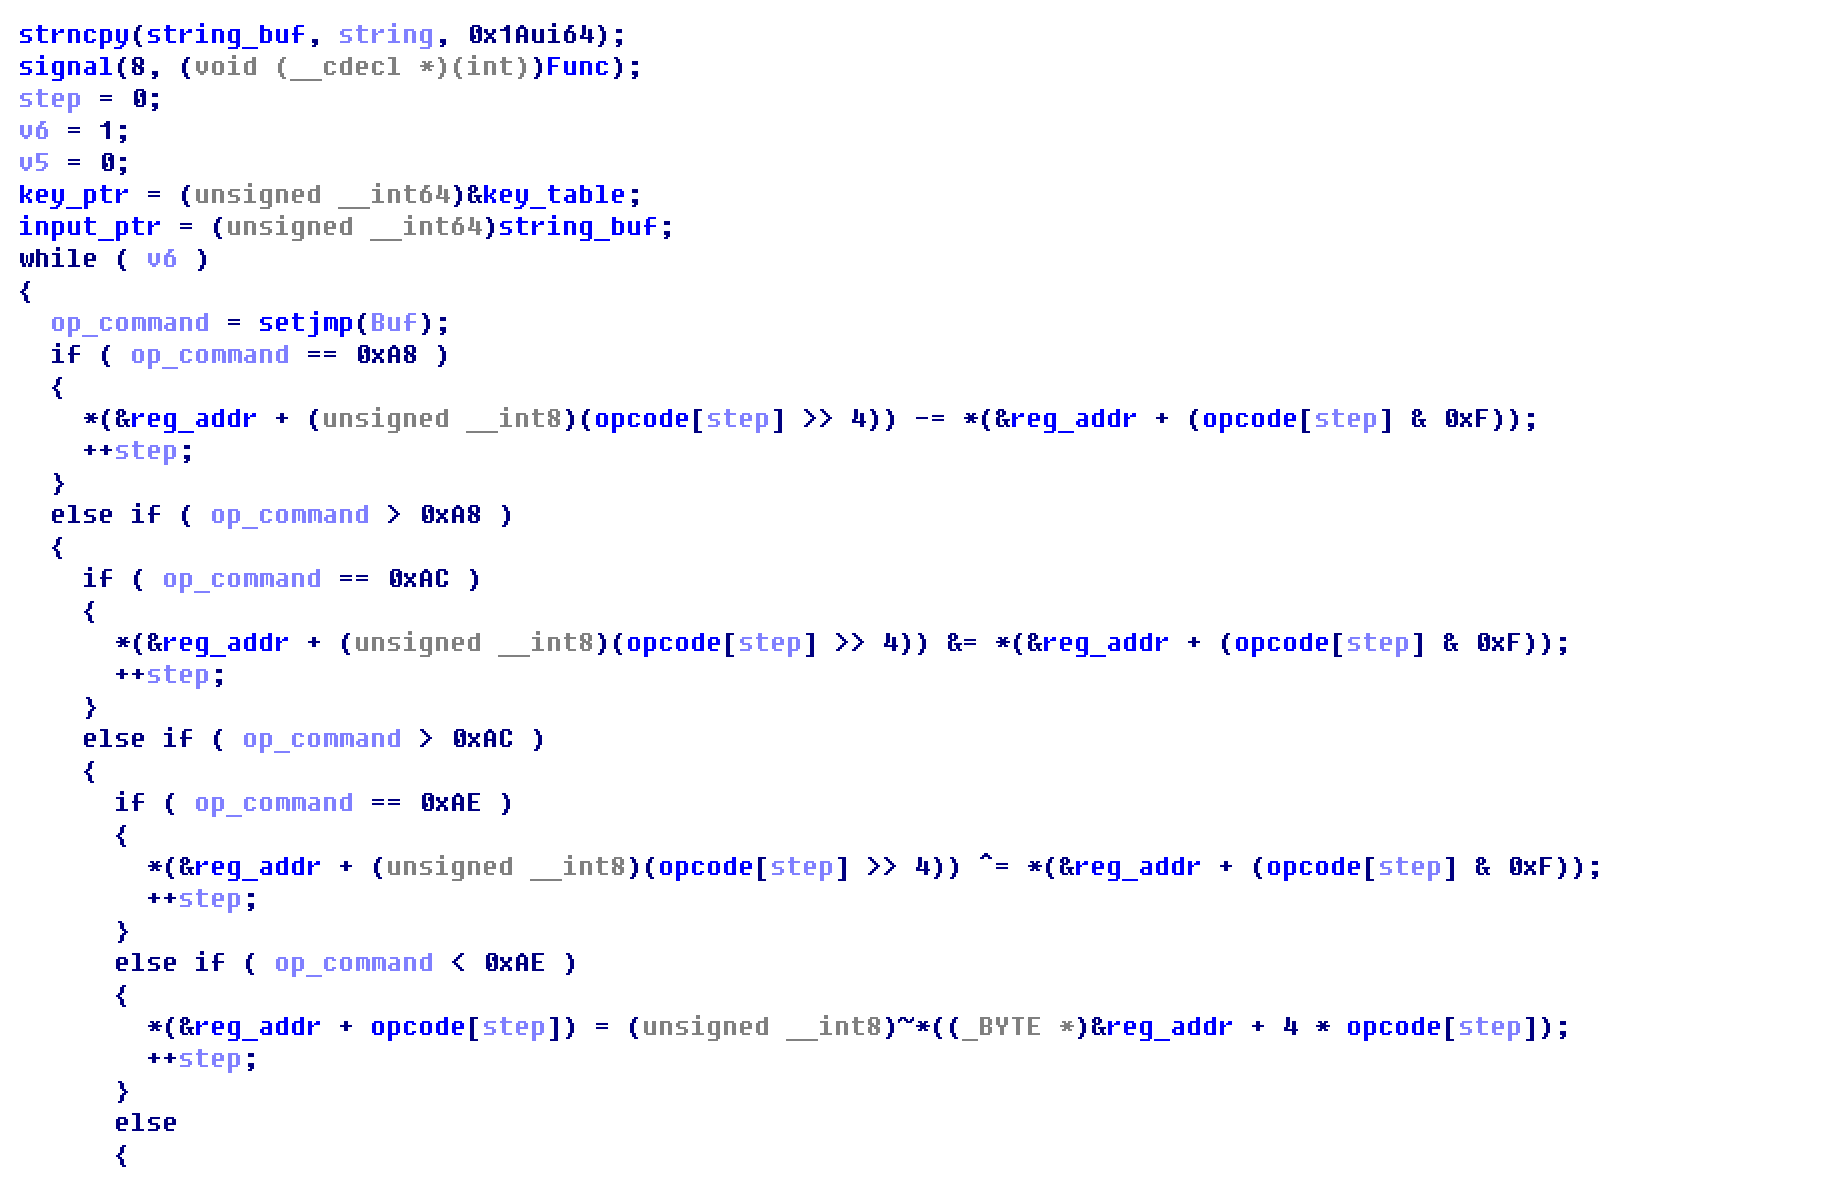 strncpy(string_buf, string, 0x1Aui64);
signal(8, (void (__cdecl *)(int))Func);
step = 0;
v6 = 1;
v5 = 0;
key_ptr = (unsigned __int64)&key_table;
input_ptr = (unsigned __int64)string_buf;
while ( v6 )
{
  op_command = setjmp(Buf);
  if ( op_command == 0xA8 )
  {
    *(&reg_addr + (unsigned __int8)(opcode[step] >> 4)) -= *(&reg_addr + (opcode[step] & 0xF));
    ++step;
  }
  else if ( op_command > 0xA8 )
  {
    if ( op_command == 0xAC )
    {
      *(&reg_addr + (unsigned __int8)(opcode[step] >> 4)) &= *(&reg_addr + (opcode[step] & 0xF));
      ++step;
    }
    else if ( op_command > 0xAC )
    {
      if ( op_command == 0xAE )
      {
        *(&reg_addr + (unsigned __int8)(opcode[step] >> 4)) ^= *(&reg_addr + (opcode[step] & 0xF));
        ++step;
      }
      else if ( op_command < 0xAE )
      {
        *(&reg_addr + opcode[step]) = (unsigned __int8)~*((_BYTE *)&reg_addr + 4 * opcode[step]);
        ++step;
      }
      else
      {